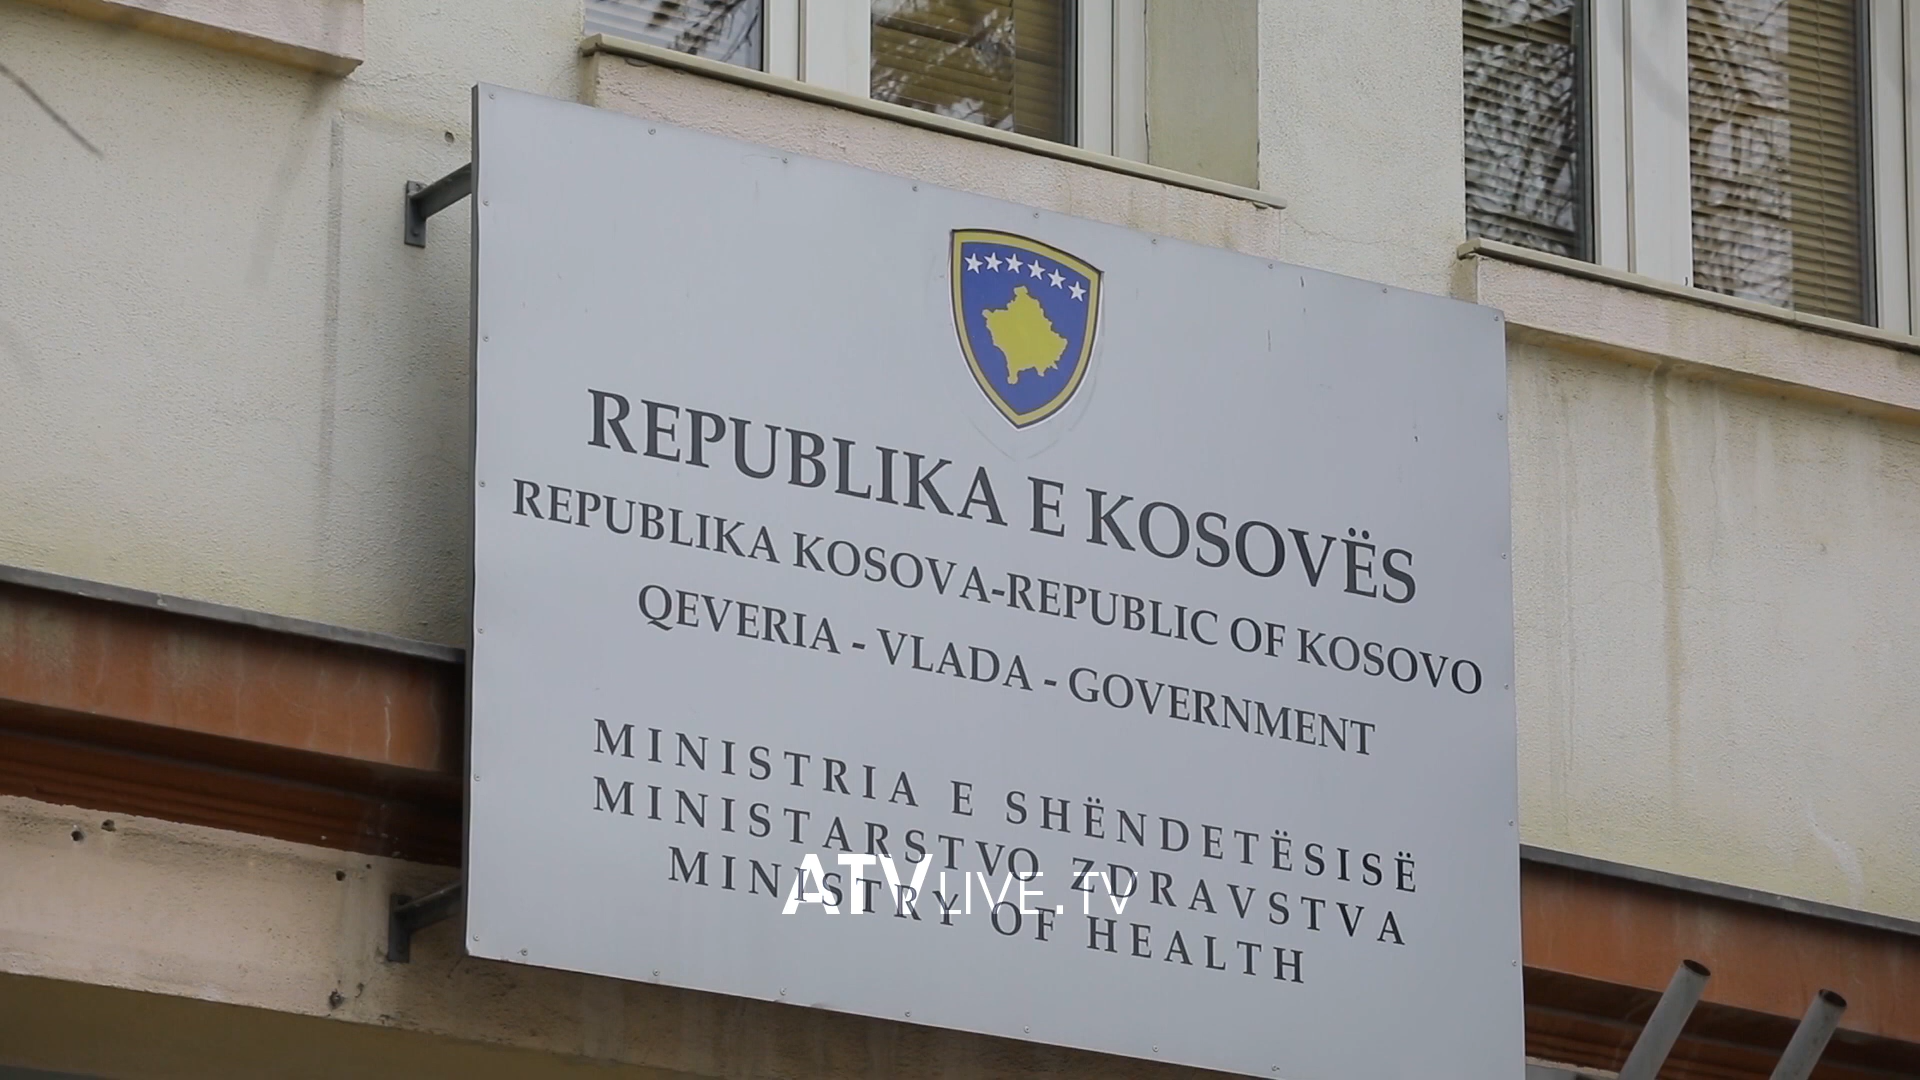 REPUBLIKA E KOSOVËS
REPUBLIKA KOSOVA-REPUBLIC OF KOSOVO
QEVERIA - VLADA - GOVERNMENT
MINISTRIA E SHËNDETËSISË
MINISTARSTVO ZDRAVSTVA
MINISTRY OF HEALTH
ATVLIVE.TV